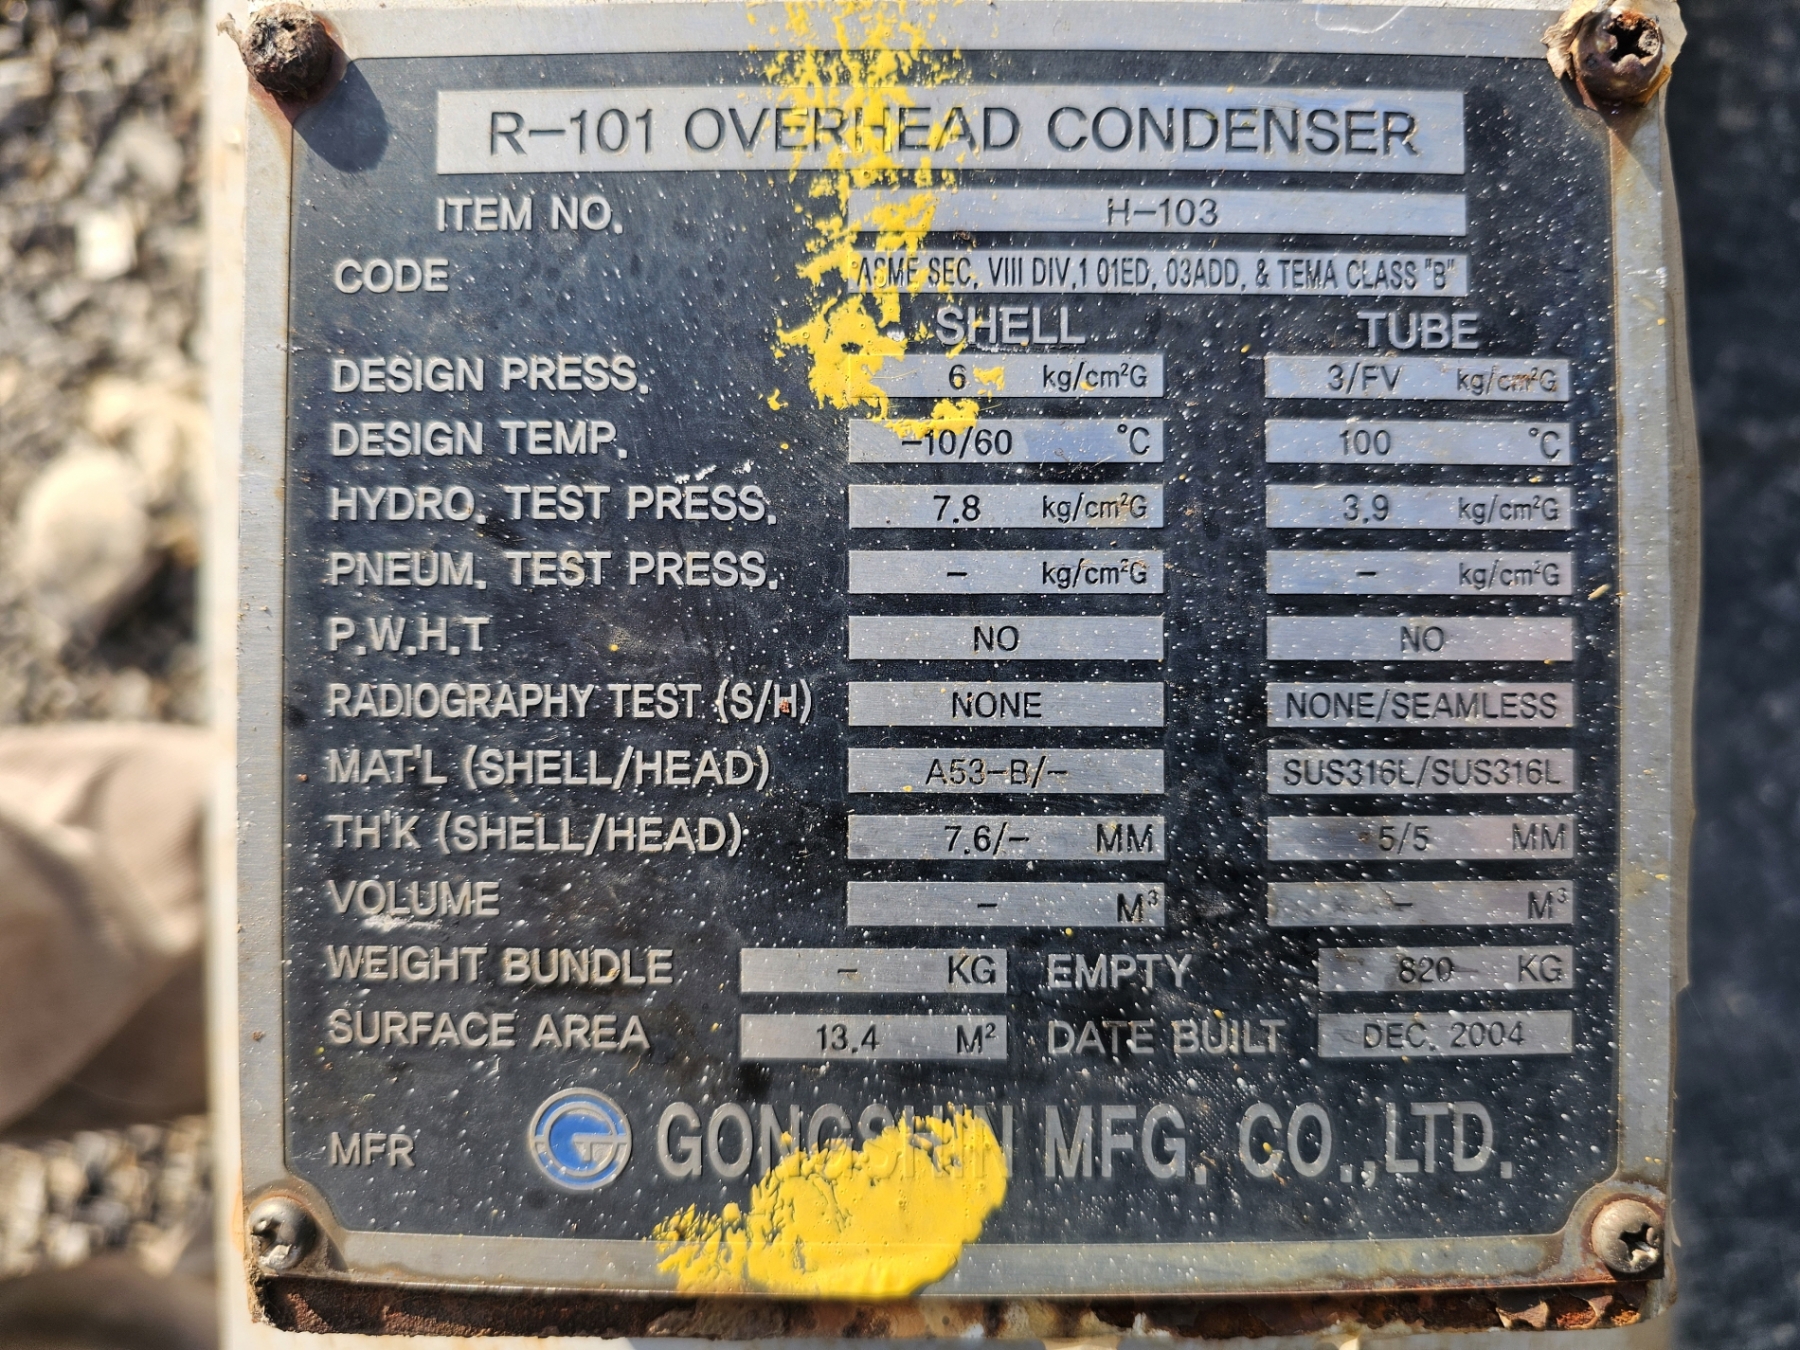 R-101 OVERHEAD CONDENSER
ITEM NO. H-103
CODE ASME SEC. VIII DIV.1 01ED, 03ADD, & TEMA CLASS "B"
SHELL TUBE
DESIGN PRESS. 6 kg/cm²G 3/FV kg/cm²G
DESIGN TEMP. -10/60 °C 100 °C
HYDRO. TEST PRESS. 7.8 kg/cm²G 3.9 kg/cm²G
PNEUM. TEST PRESS. - kg/cm²G - kg/cm²G
P.W.H.T NO NO
RADIOGRAPHY TEST (S/H) NONE NONE/SEAMLESS
MAT'L (SHELL/HEAD) A53-B/- SUS316L/SUS316L
TH'K (SHELL/HEAD) 7.6/- MM 5/5 MM
VOLUME - M³ - M³
WEIGHT BUNDLE - KG EMPTY 820 KG
SURFACE AREA 13.4 M² DATE BUILT DEC. 2004
MFR GONGSHIN MFG. CO.,LTD.